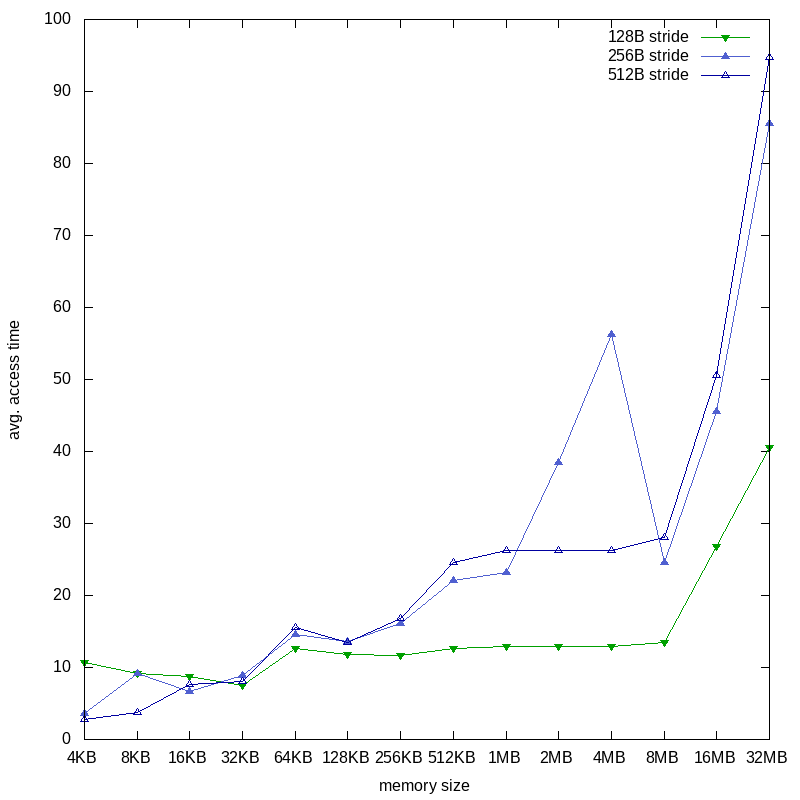 100
90
80
70
60
50
40
30
20
10
0
128B stride
256B stride
512B stride
avg. access time
4KB 8KB 16KB 32KB 64KB 128KB 256KB 512KB 1MB 2MB 4MB 8MB 16MB 32MB
memory size